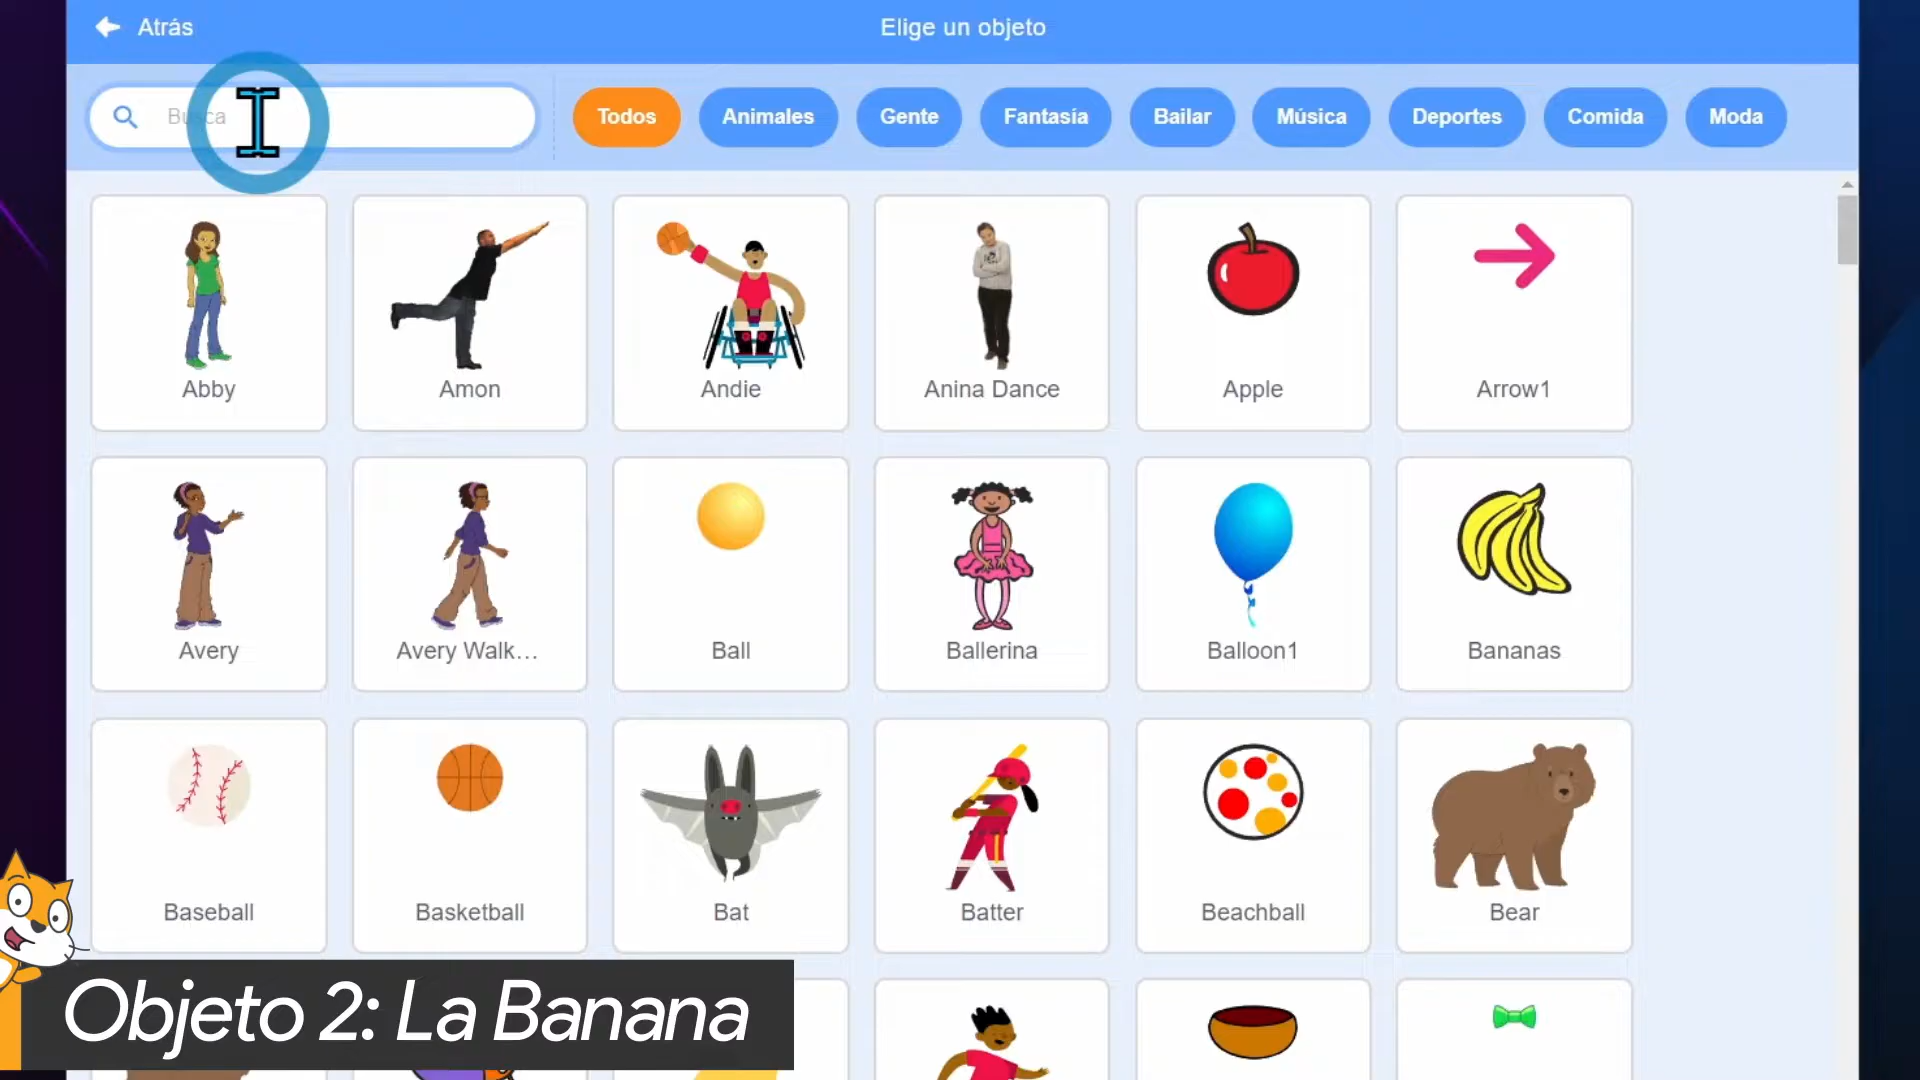 Atrás
Elige un objeto
Busca
Todos
Animales
Gente
Fantasía
Bailar
Música
Deportes
Comida
Moda
Abby
Amon
Andie
Anina Dance
Apple
Arrow1
Avery
Avery Walk...
Ball
Ballerina
Balloon1
Bananas
Baseball
Basketball
Bat
Batter
Beachball
Bear
Objeto 2: La Banana